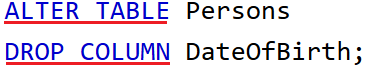 ALTER TABLE Persons
DROP COLUMN DateOfBirth;